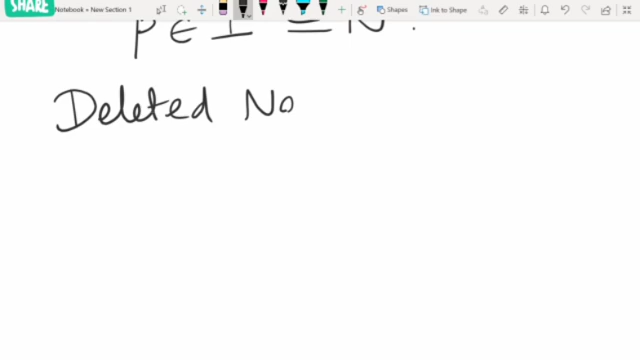 SHARE
Notebook » New Section 1
Shapes
Ink to Shape
p ∈ I ⊆ N .
Deleted No